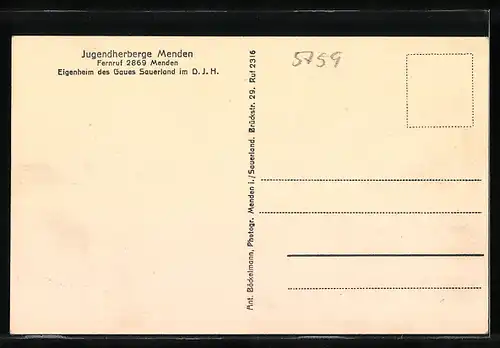 Jugendherberge Menden
Fernruf 2869 Menden
Eigenheim des Gaues Sauerland im D. J. H.
Ant. Böckelmann, Photogr. Menden i./Sauerland. Brückstr. 29. Ruf 2316
5759